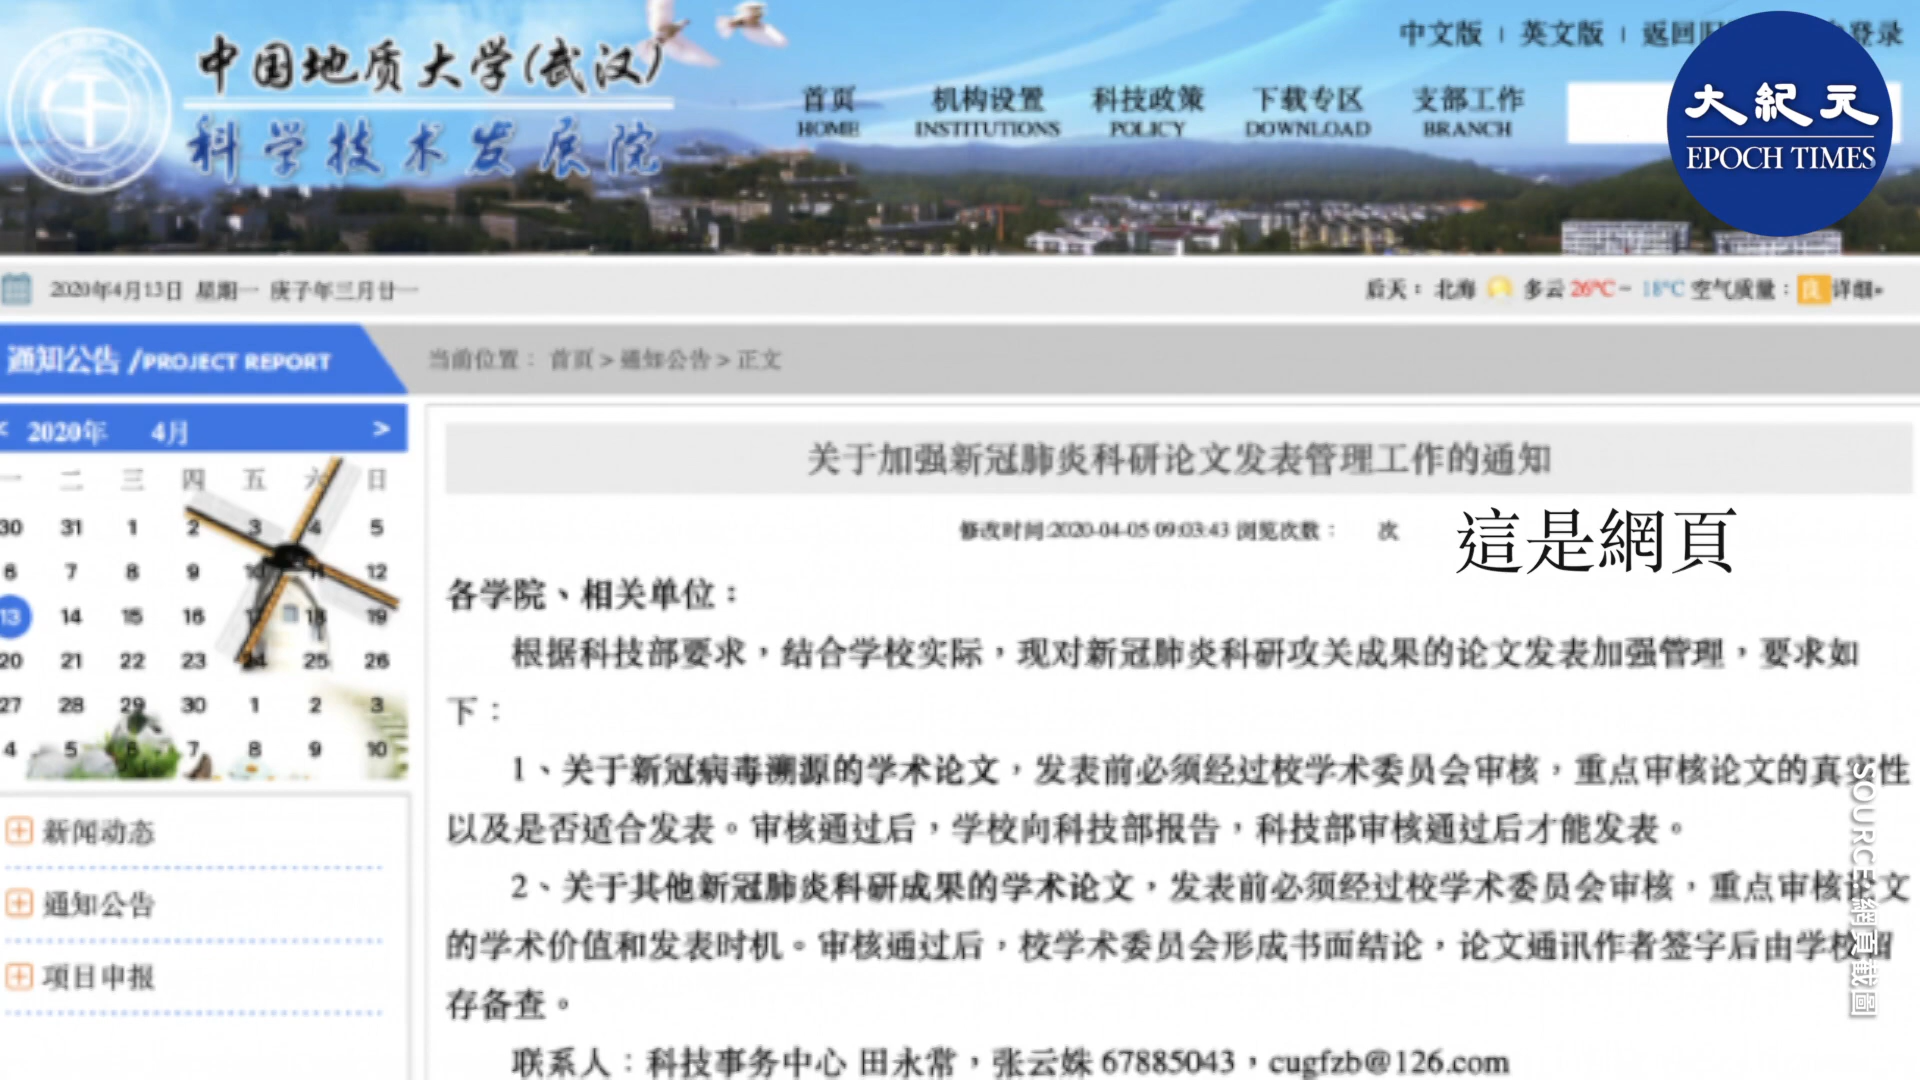 中国地质大学(武汉)
科学技术发展院
中文版 | 英文版 | 返回旧
登录
首页 机构设置 科技政策 下载专区 支部工作
HOME INSTITUTIONS POLICY DOWNLOAD BRANCH
大紀元
EPOCH TIMES
2020年4月13日 星期一 庚子年三月廿一
后天： 北海 多云 26℃~ 18℃ 空气质量： 良 详细»
通知公告 /PROJECT REPORT
当前位置： 首页 > 通知公告 > 正文
< 2020年 4月 >
一 二 三 四 五 六 日
30 31 1 2 3 4 5
6 7 8 9 10 11 12
13 14 15 16 17 18 19
20 21 22 23 24 25 26
27 28 29 30 1 2 3
4 5 6 7 8 9 10
新闻动态
通知公告
项目申报
关于加强新冠肺炎科研论文发表管理工作的通知
修改时间:2020-04-05 09:03:43 浏览次数： 次
這是網頁
各学院、相关单位：
根据科技部要求，结合学校实际，现对新冠肺炎科研攻关成果的论文发表加强管理，要求如
下：
1、关于新冠病毒溯源的学术论文，发表前必须经过校学术委员会审核，重点审核论文的真实性
以及是否适合发表。审核通过后，学校向科技部报告，科技部审核通过后才能发表。
2、关于其他新冠肺炎科研成果的学术论文，发表前必须经过校学术委员会审核，重点审核论文
的学术价值和发表时机。审核通过后，校学术委员会形成书面结论，论文通讯作者签字后由学校留
存备查。
联系人：科技事务中心 田永常，张云姝 67885043，cugfzb@126.com
SOURCE:網頁截圖